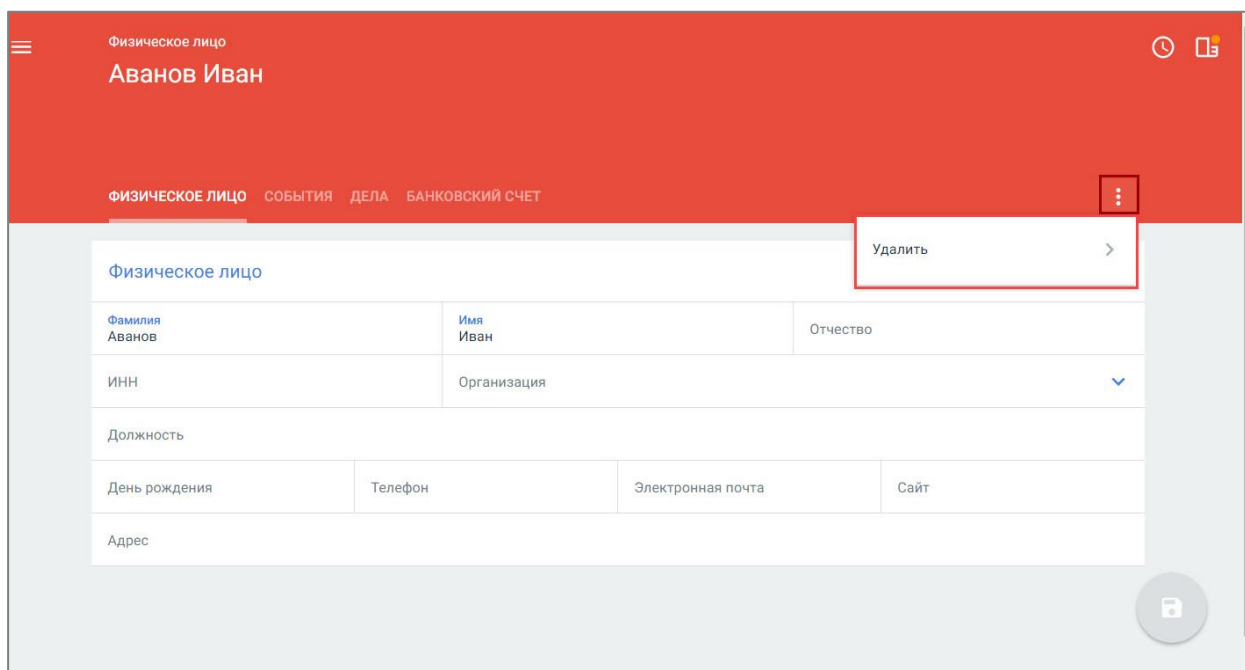 Физическое лицо
Аванов Иван
ФИЗИЧЕСКОЕ ЛИЦО СОБЫТИЯ ДЕЛА БАНКОВСКИЙ СЧЕТ
Удалить
Физическое лицо
Фамилия Имя
Аванов Иван Отчество
ИНН Организация
Должность
День рождения Телефон Электронная почта Сайт
Адрес